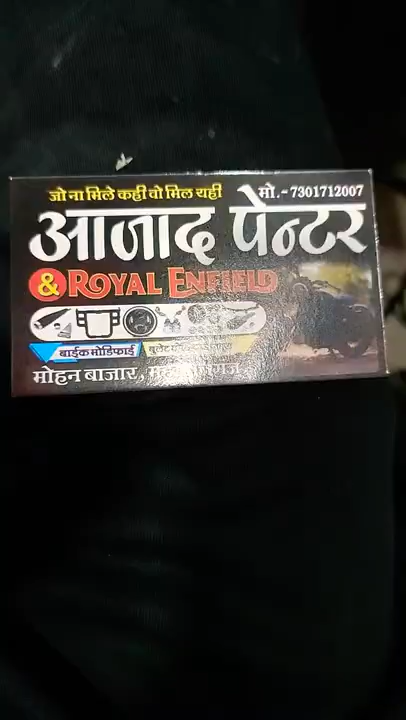 जो ना मिले कहीं वो मिल यहीं
मो.- 7301712007
आजाद पेन्टर
& ROYAL ENFIELD
बाईक मोडिफाई
मोहन बाजार,